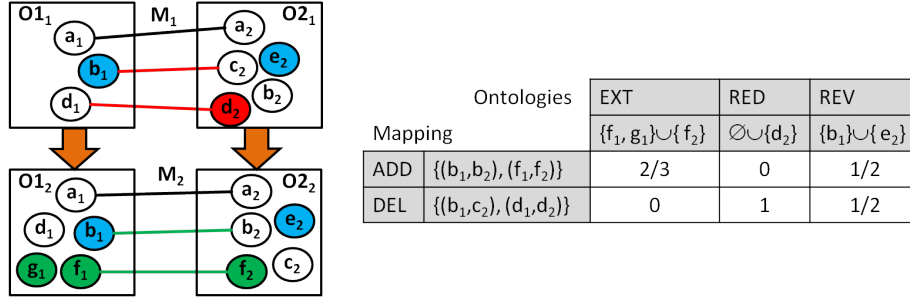 O1₁ M₁ O2₁
a₁ a₂
b₁ c₂ e₂
d₁ d₂ b₂
O1₂ M₂ O2₂
a₁ a₂
d₁ b₁ b₂ e₂
g₁ f₁ f₂ c₂
Ontologies EXT RED REV
Mapping {f₁, g₁}∪{ f₂} ∅∪{d₂} {b₁}∪{ e₂}
ADD {(b₁,b₂), (f₁,f₂)} 2/3 0 1/2
DEL {(b₁,c₂), (d₁,d₂)} 0 1 1/2